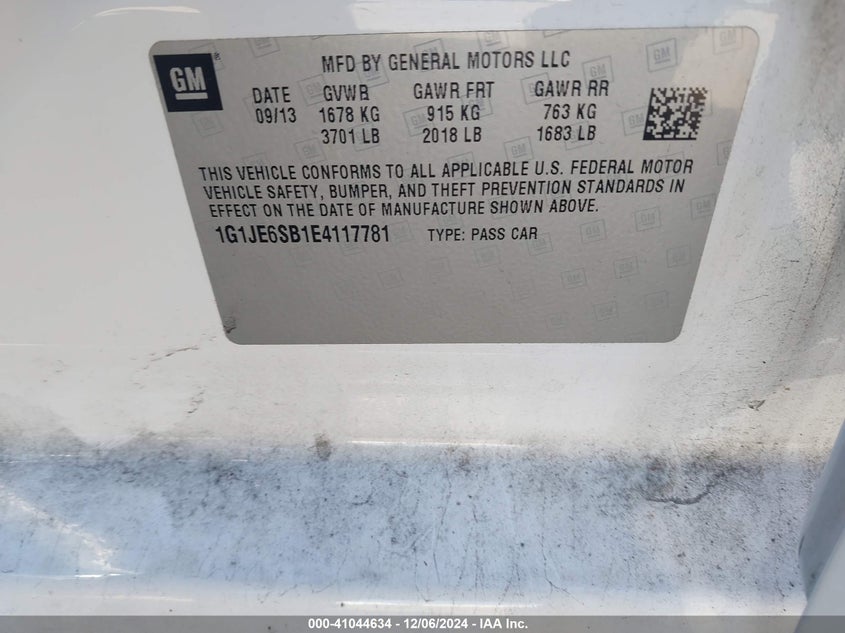 GM
MFD BY GENERAL MOTORS LLC
DATE GVWR GAWR FRT GAWR RR
09/13 1678 KG 915 KG 763 KG
3701 LB 2018 LB 1683 LB
THIS VEHICLE CONFORMS TO ALL APPLICABLE U.S. FEDERAL MOTOR
VEHICLE SAFETY, BUMPER, AND THEFT PREVENTION STANDARDS IN
EFFECT ON THE DATE OF MANUFACTURE SHOWN ABOVE.
1G1JE6SB1E4117781 TYPE: PASS CAR
000-41044634 - 12/06/2024 - IAA Inc.